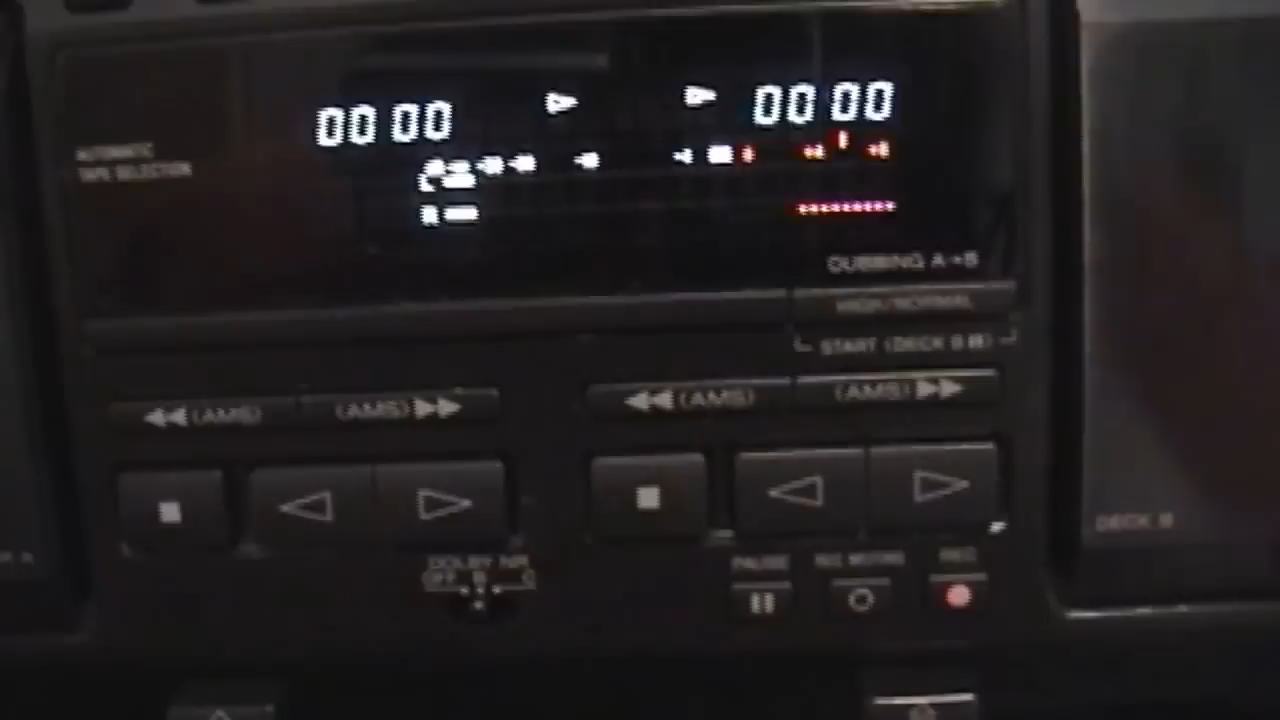 00 00
00 00
AUTOMATIC
TAPE SELECTION
DUBBING A→B
HIGH/NORMAL
START (DECK B II)
◀◀(AMS)
(AMS)▶▶
◀◀(AMS)
(AMS)▶▶
DOLBY NR
OFF B C
PAUSE
REC MUTING
REC
DECK B